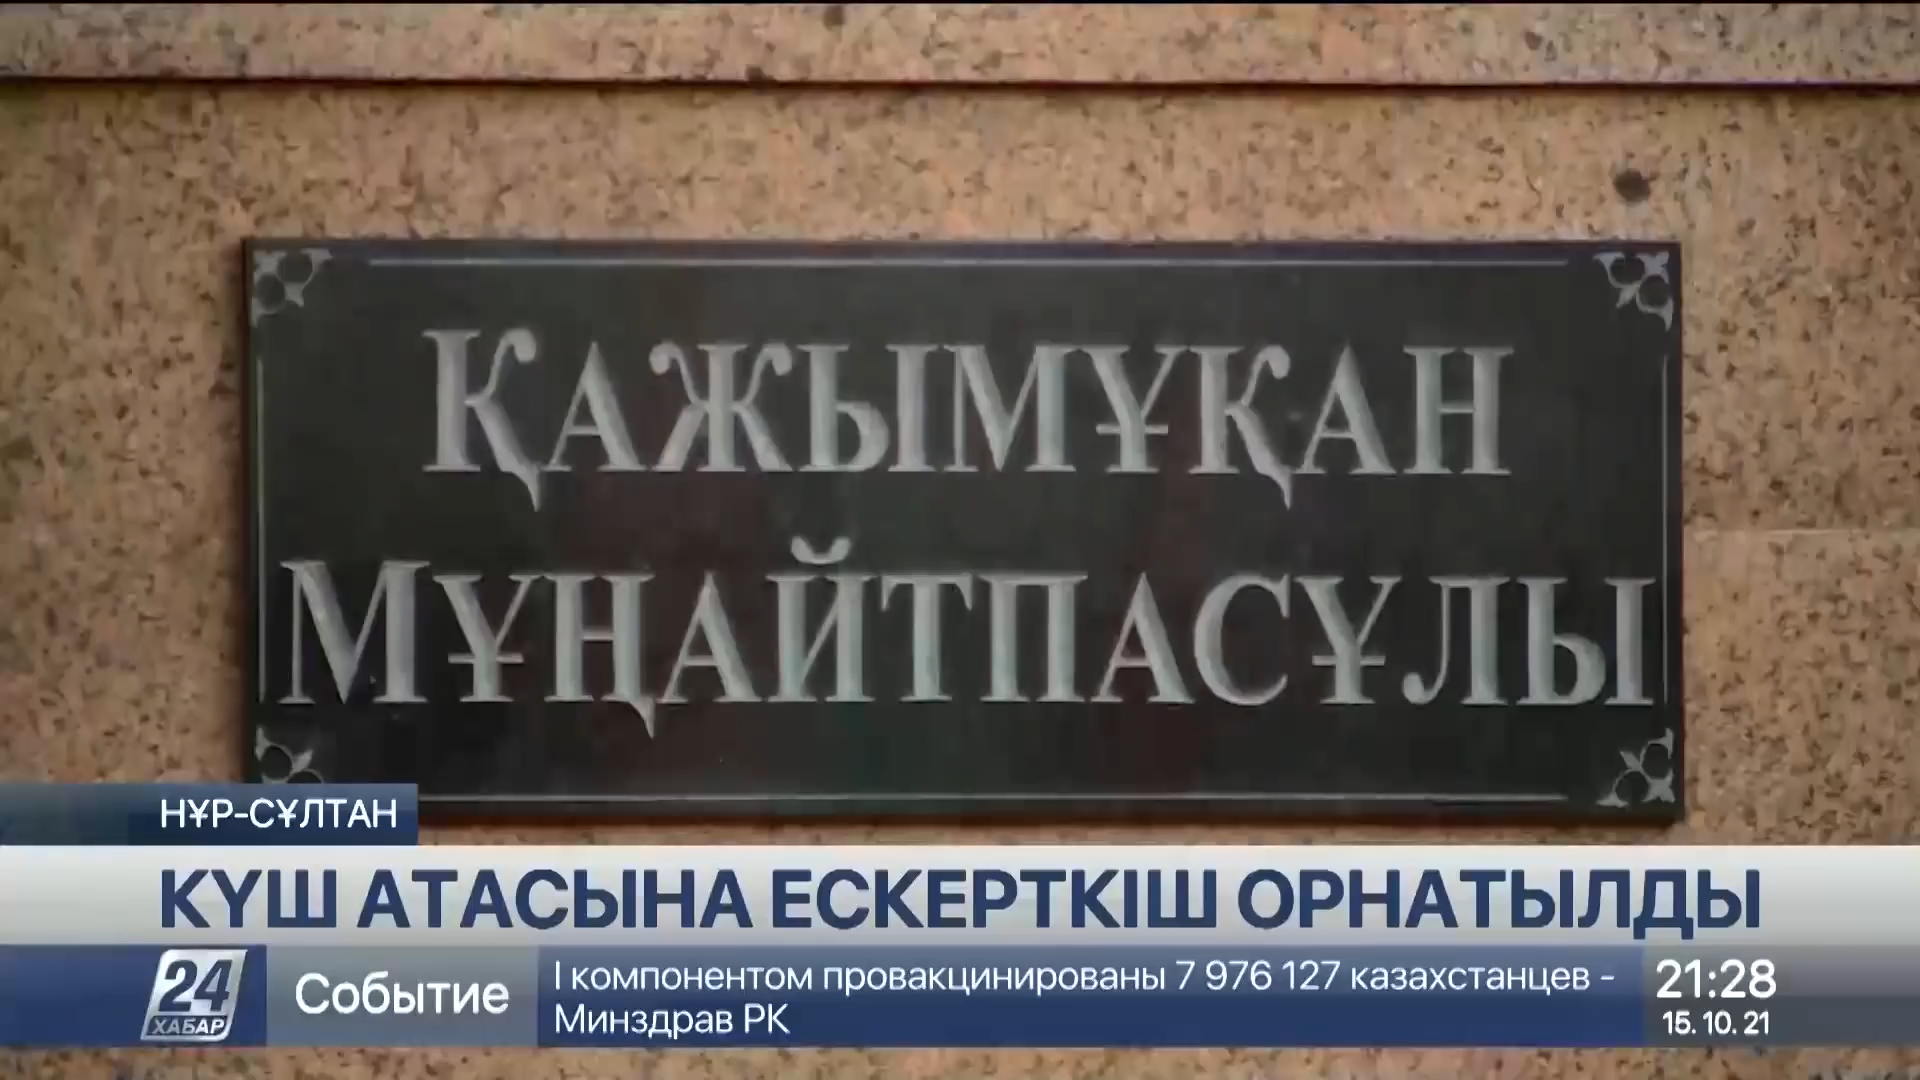 ҚАЖЫМҰҚАН
МҰҢАЙТПАСҰЛЫ
НҰР-СҰЛТАН
КҮШ АТАСЫНА ЕСКЕРТКІШ ОРНАТЫЛДЫ
24
ХАБАР
Событие
I компонентом провакцинированы 7 976 127 казахстанцев -
Минздрав РК
21:28
15. 10. 21